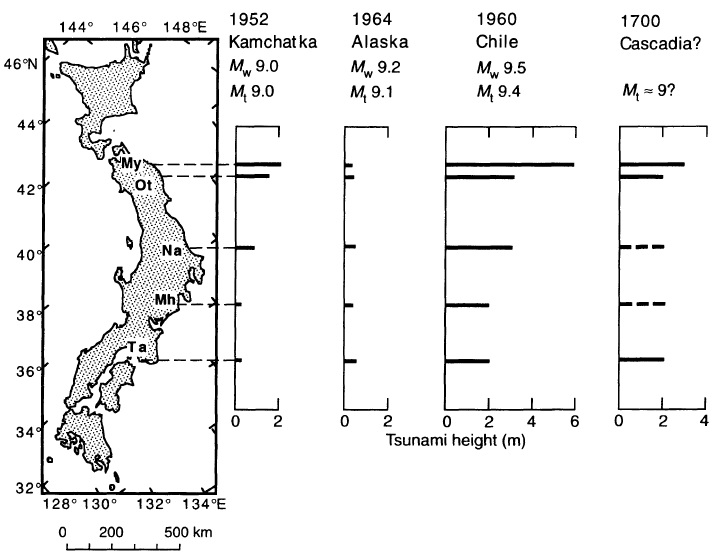 144° 146° 148°E
46°N
44°
42°
40°
38°
36°
34°
32°
128° 130° 132° 134°E
0 200 500 km
My
Ot
Na
Mh
Ta
1952
Kamchatka
Mw 9.0
Mt 9.0
1964
Alaska
Mw 9.2
Mt 9.1
1960
Chile
Mw 9.5
Mt 9.4
1700
Cascadia?
Mt ≈ 9?
0 2
0 2
0 2 4 6
0 2 4
Tsunami height (m)